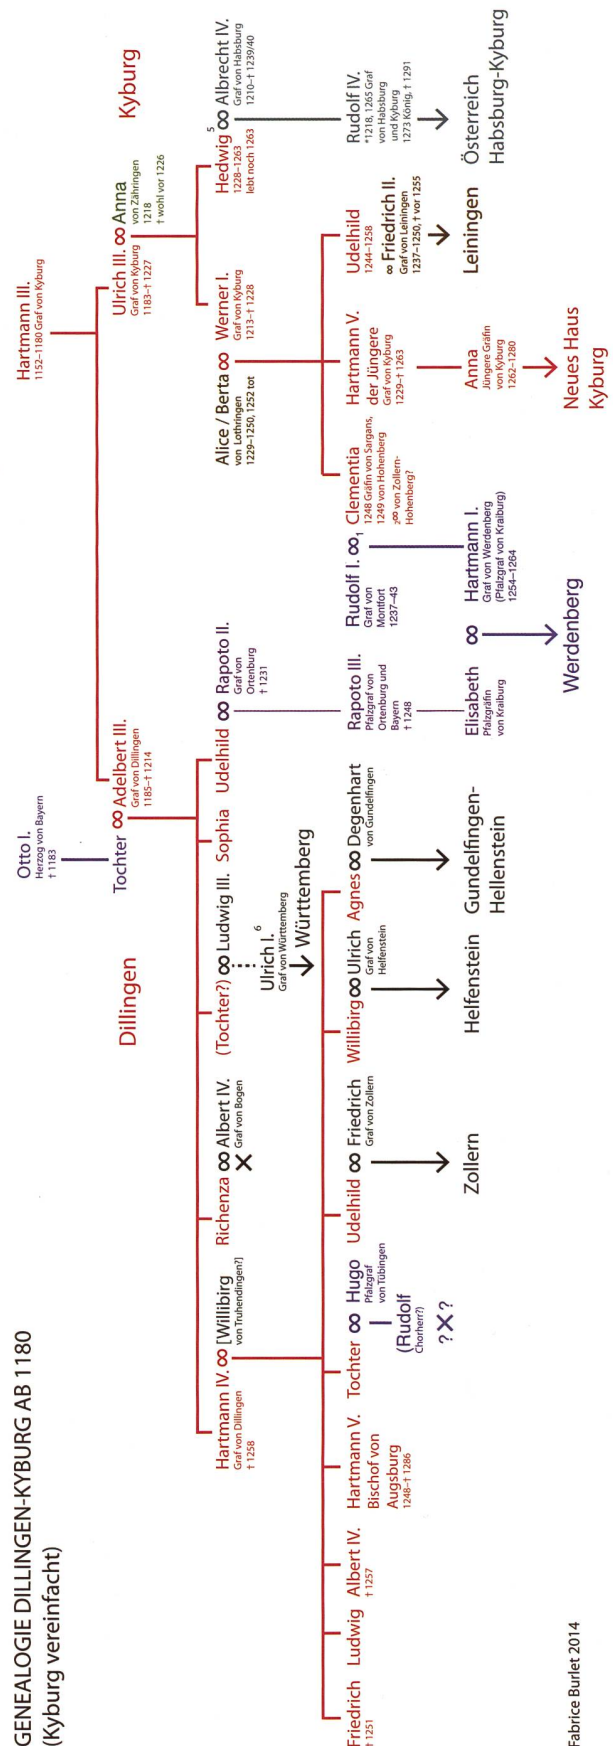 GENEALOGIE DILLINGEN-KYBURG AB 1180
(Kyburg vereinfacht)
Otto I.
Herzog von Bayern
† 1183
Hartmann III.
1152–1180 Graf von Kyburg
Dillingen
Tochter ∞ Adelbert III.
Graf von Dillingen
1185–† 1214
Ulrich III. ∞ Anna
Graf von Kyburg
1183–† 1227
von Zähringen
1218
† wohl vor 1226
Kyburg
Hartmann IV. ∞ [Willibirg
Graf von Dillingen
† 1258
von Truhendingen?]
Richenza ∞ Albert IV.
Graf von Bogen
(Tochter?) ∞ Ludwig III.
Ulrich I. 6
Graf von Württemberg
Württemberg
Sophia
Udelhild ∞ Rapoto II.
Graf von
Ortenburg
† 1231
Alice / Berta ∞ Werner I.
von Lothringen
1229–1250, 1252 tot
Graf von Kyburg
1213–† 1228
Hedwig 5 ∞ Albrecht IV.
1228–1263
lebt noch 1263
Graf von Habsburg
1210–† 1239/40
Friedrich
† 1251
Ludwig
Albert IV.
† 1257
Hartmann V.
Bischof von
Augsburg
1248–† 1286
Tochter ∞ Hugo
Pfalzgraf
von Tübingen
(Rudolf
Chorherr?)
? X ?
Udelhild ∞ Friedrich
Graf von Zollern
Willibirg ∞ Ulrich
Graf von
Helfenstein
Agnes ∞ Degenhart
von Gundelfingen
Rapoto III.
Pfalzgraf von
Ortenburg und
Bayern
† 1248
Rudolf I. ∞1 Clementia
Graf von
Montfort
1237–43
1248 Gräfin von Sargans,
1249 von Hohenberg
2∞ von Zollern-
Hohenberg?
Hartmann V.
der Jüngere
Graf von Kyburg
1229–† 1263
Udelhild
1244–1258
∞ Friedrich II.
Graf von Leiningen
1237–1250, † vor 1255
Rudolf IV.
*1218, 1265 Graf
von Habsburg
und Kyburg
1273 König, † 1291
Zollern
Helfenstein
Gundelfingen-
Hellenstein
Elisabeth ∞ Hartmann I.
Pfalzgräfin
von Kraiburg
Graf von Werdenberg
(Pfalzgraf von Kraiburg)
1254–1264
Anna
Jüngere Gräfin
von Kyburg
1262–1280
Leiningen
Österreich
Habsburg-Kyburg
Werdenberg
Neues Haus
Kyburg
Fabrice Burlet 2014